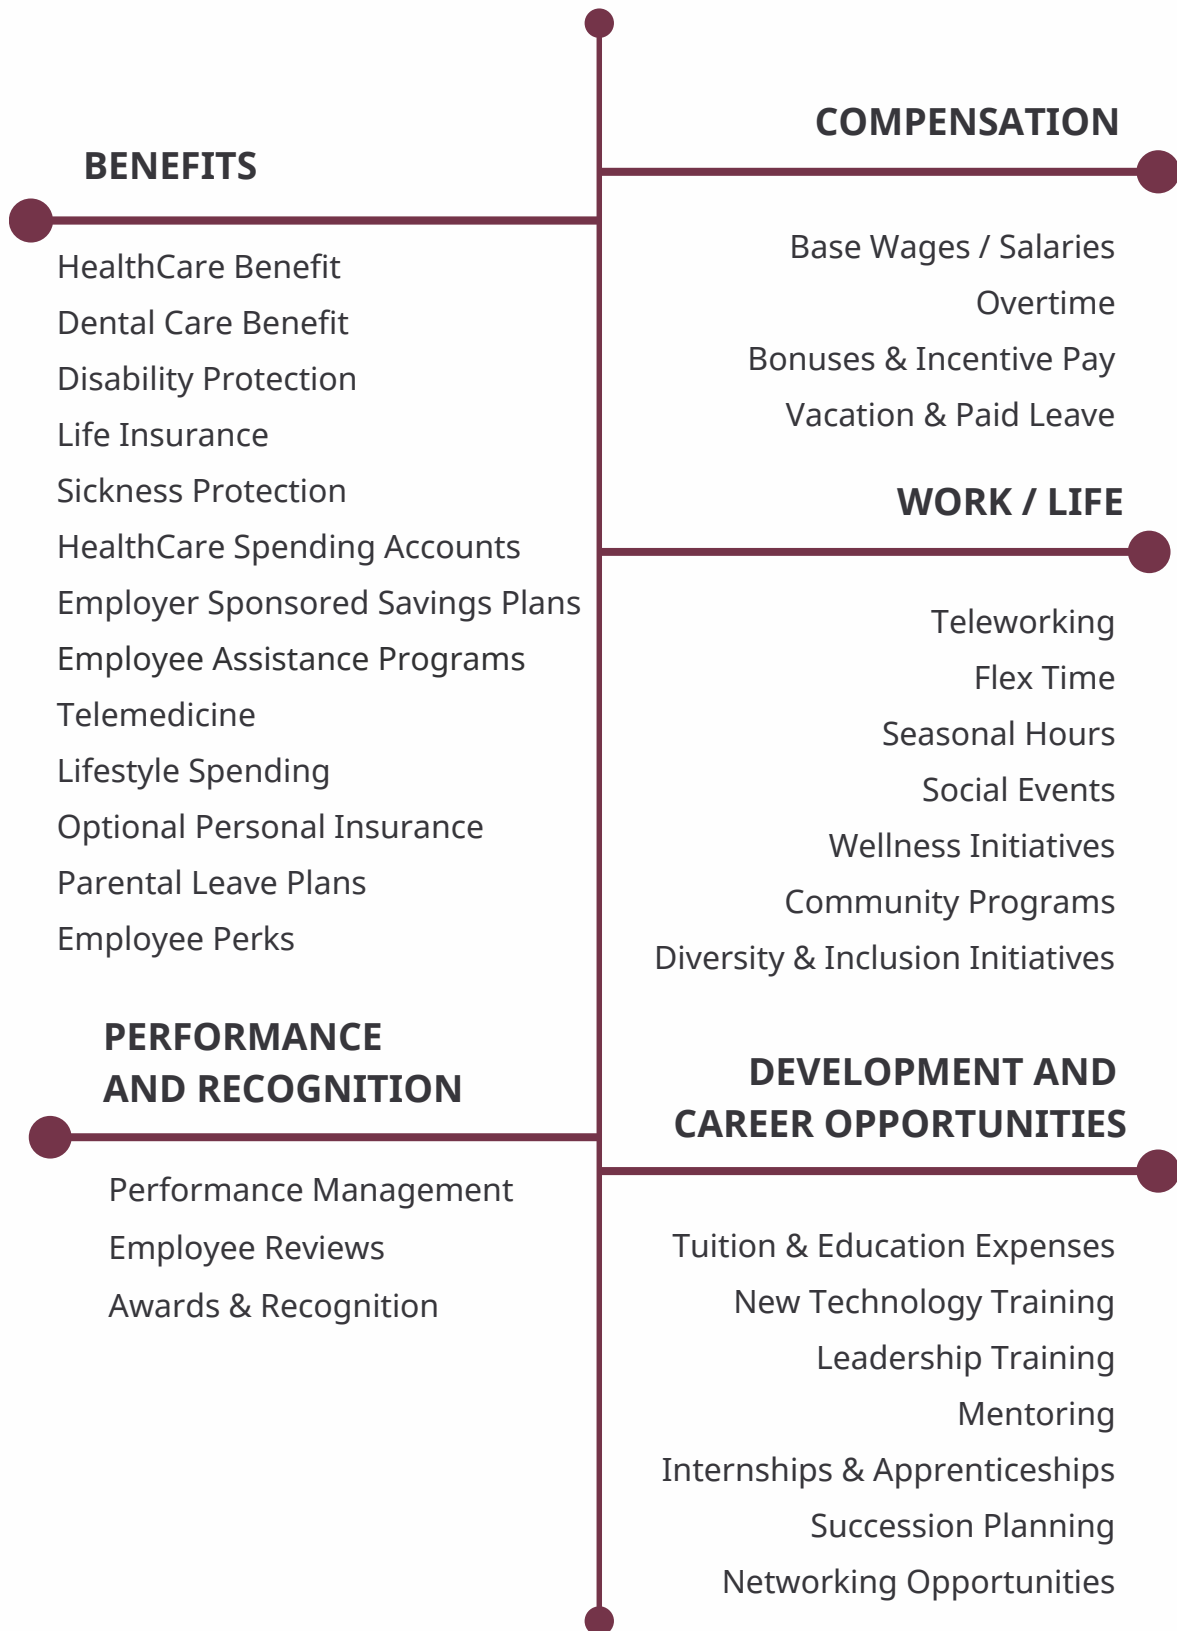 BENEFITS
HealthCare Benefit
Dental Care Benefit
Disability Protection
Life Insurance
Sickness Protection
HealthCare Spending Accounts
Employer Sponsored Savings Plans
Employee Assistance Programs
Telemedicine
Lifestyle Spending
Optional Personal Insurance
Parental Leave Plans
Employee Perks
PERFORMANCE
AND RECOGNITION
Performance Management
Employee Reviews
Awards & Recognition
COMPENSATION
Base Wages / Salaries
Overtime
Bonuses & Incentive Pay
Vacation & Paid Leave
WORK / LIFE
Teleworking
Flex Time
Seasonal Hours
Social Events
Wellness Initiatives
Community Programs
Diversity & Inclusion Initiatives
DEVELOPMENT AND
CAREER OPPORTUNITIES
Tuition & Education Expenses
New Technology Training
Leadership Training
Mentoring
Internships & Apprenticeships
Succession Planning
Networking Opportunities